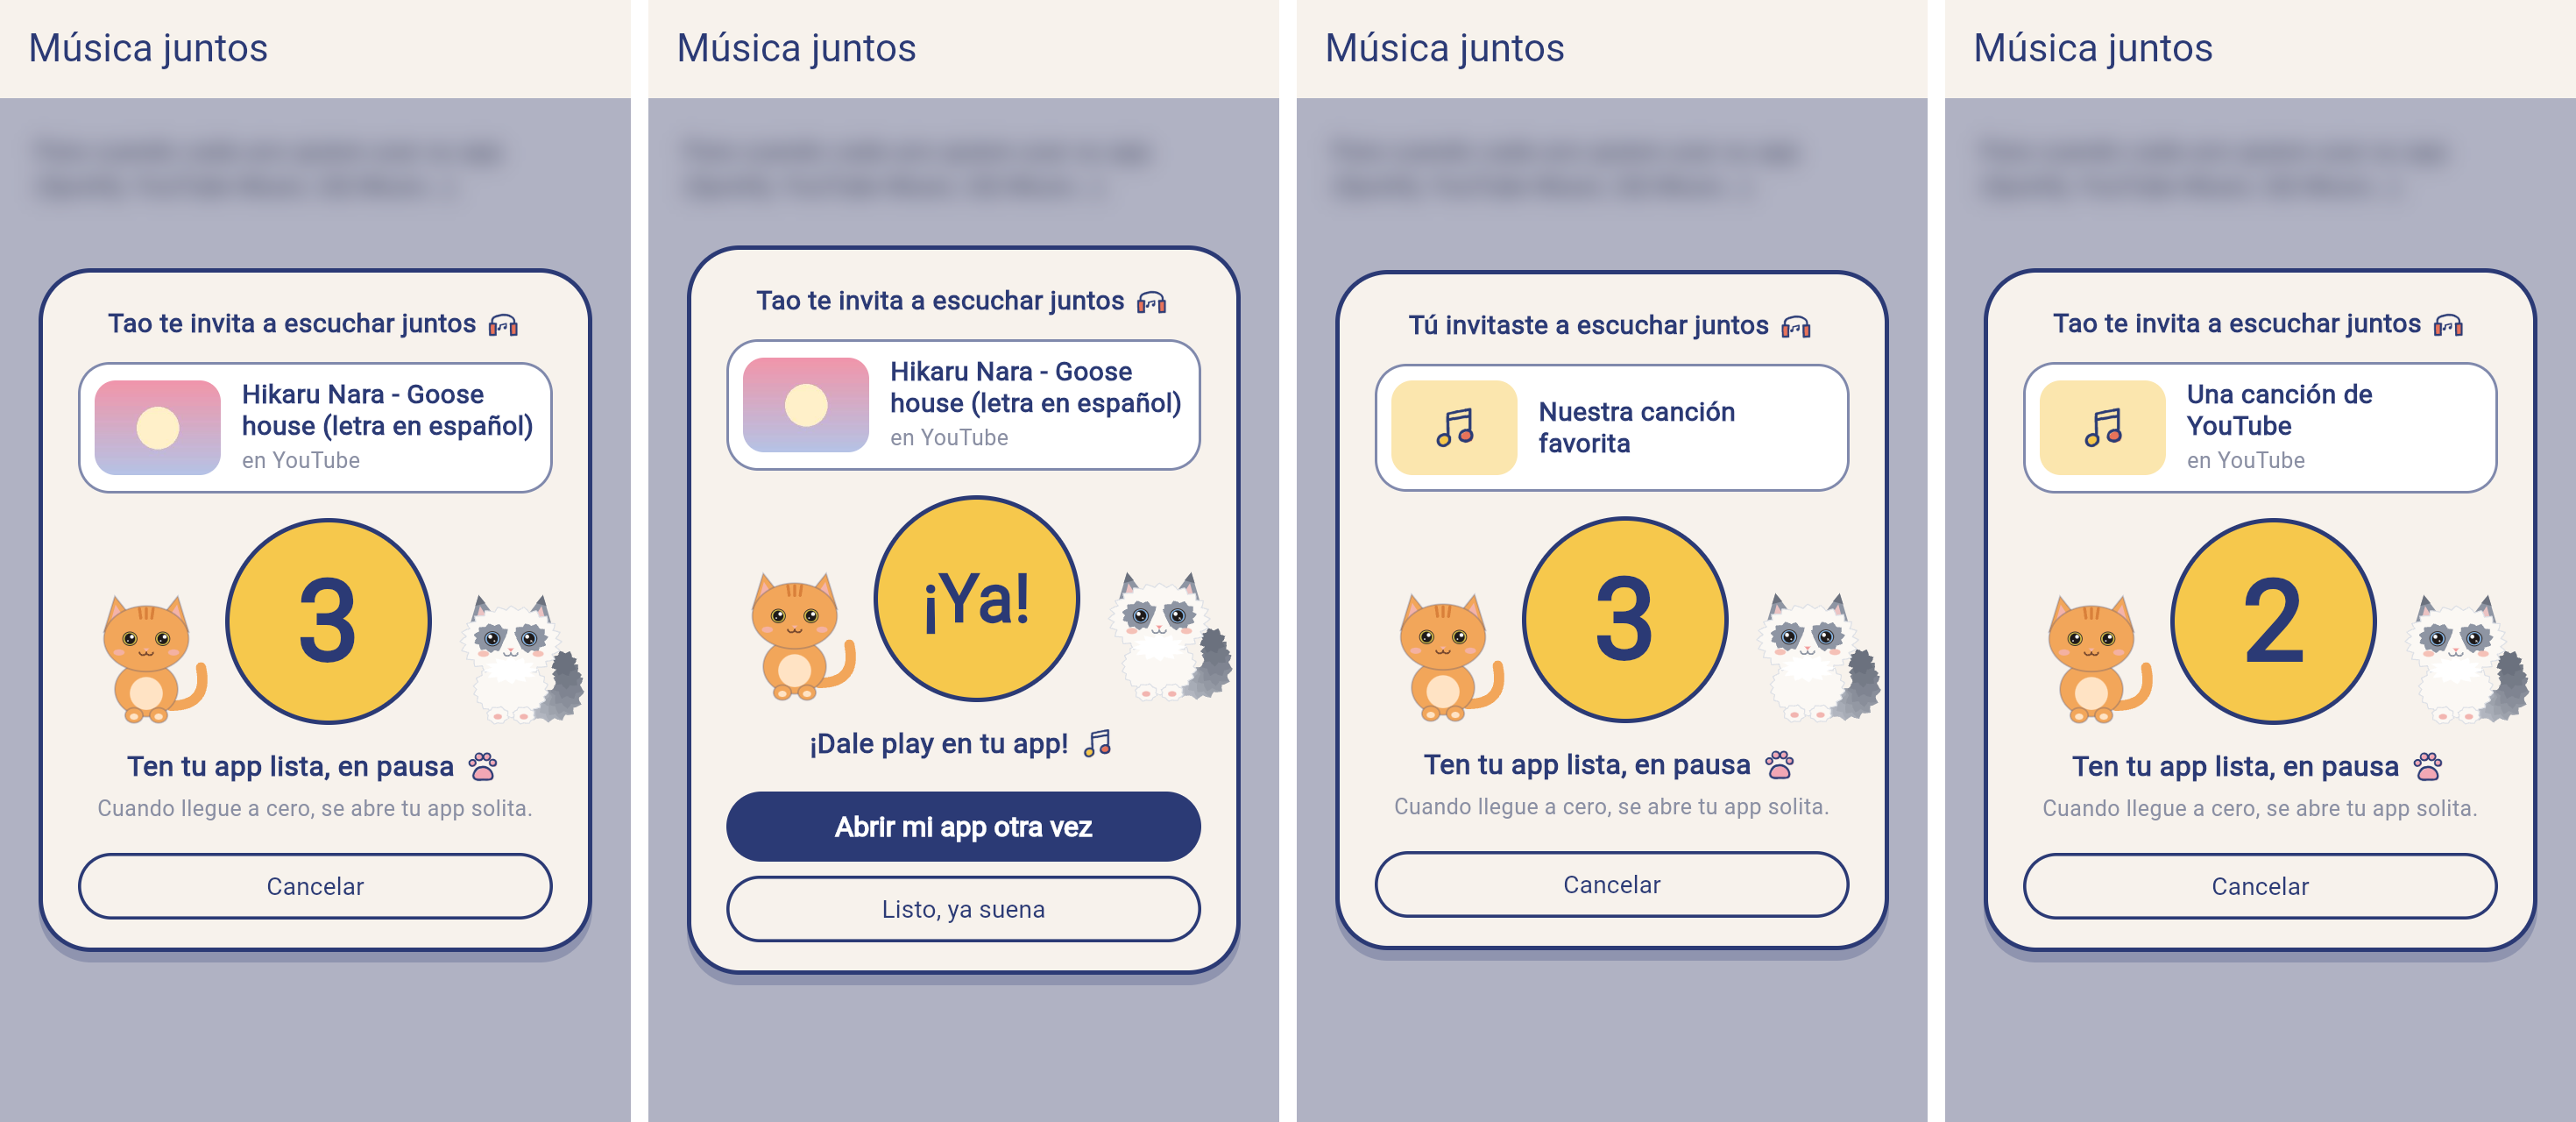 Música juntos
Tao te invita a escuchar juntos
Hikaru Nara - Goose
house (letra en español)
en YouTube
3
Ten tu app lista, en pausa
Cuando llegue a cero, se abre tu app solita.
Cancelar
Música juntos
Tao te invita a escuchar juntos
Hikaru Nara - Goose
house (letra en español)
en YouTube
¡Ya!
¡Dale play en tu app!
Abrir mi app otra vez
Listo, ya suena
Música juntos
Tú invitaste a escuchar juntos
Nuestra canción
favorita
3
Ten tu app lista, en pausa
Cuando llegue a cero, se abre tu app solita.
Cancelar
Música juntos
Tao te invita a escuchar juntos
Una canción de
YouTube
en YouTube
2
Ten tu app lista, en pausa
Cuando llegue a cero, se abre tu app solita.
Cancelar